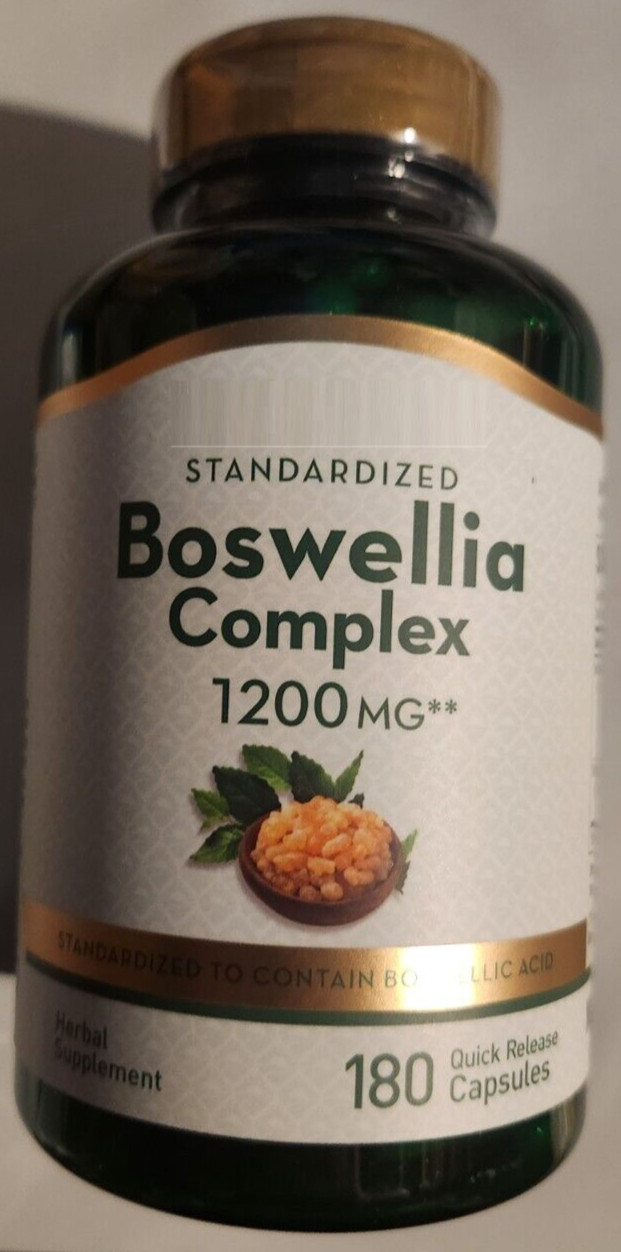 STANDARDIZED
Boswellia
Complex
1200 MG**
STANDARDIZED TO CONTAIN ACID
Herbal
Supplement
180 Quick Release
Capsules